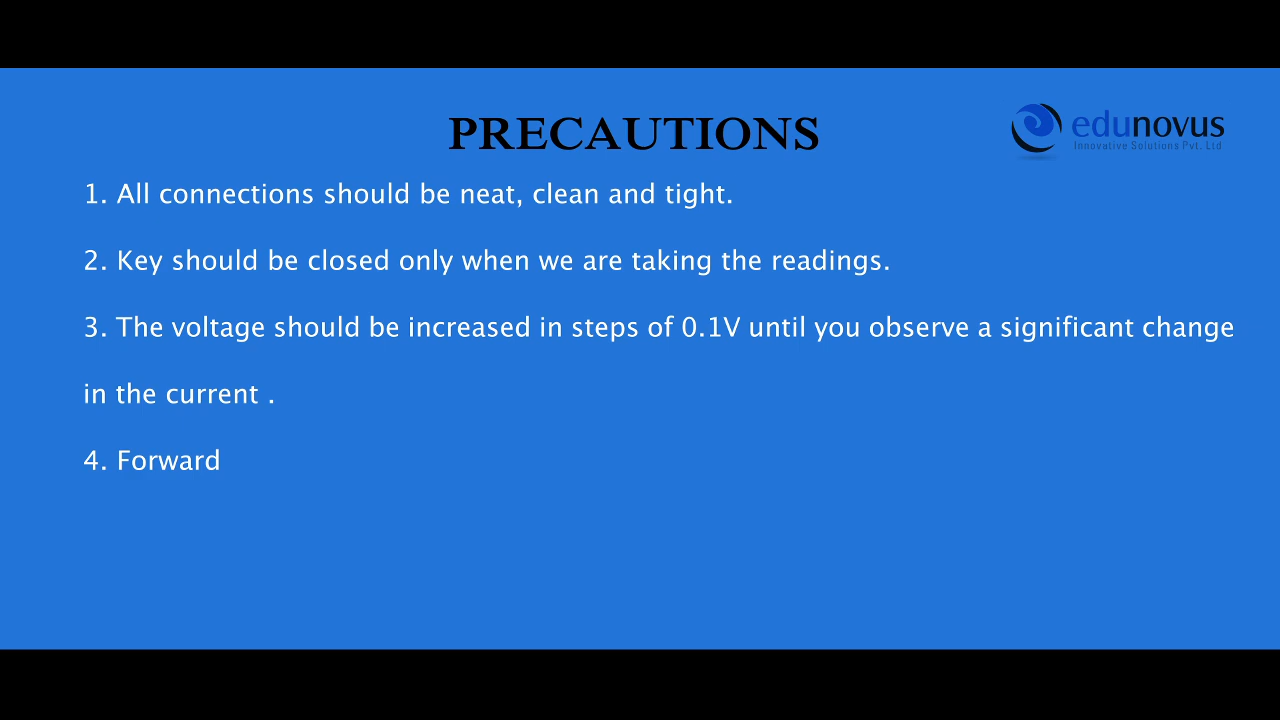 PRECAUTIONS
edunovus
Innovative Solutions Pvt. Ltd
1. All connections should be neat, clean and tight.
2. Key should be closed only when we are taking the readings.
3. The voltage should be increased in steps of 0.1V until you observe a significant change
in the current .
4. Forward